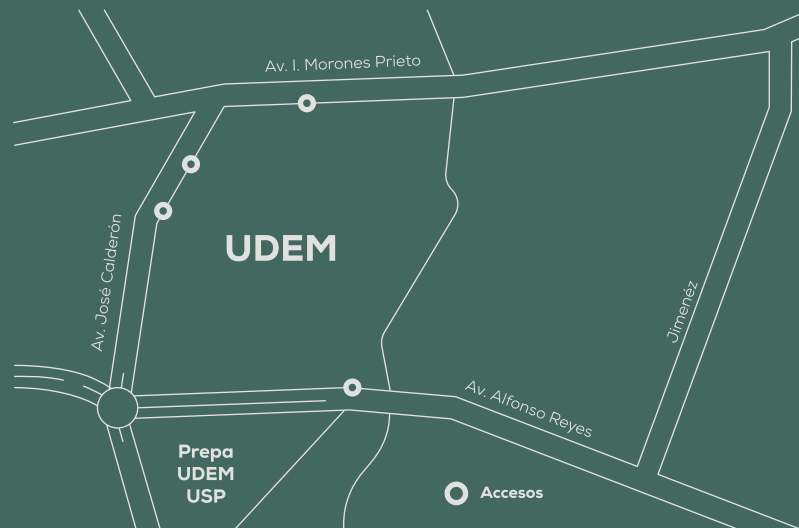 Av. I. Morones Prieto
Av. José Calderón
UDEM
Jimenéz
Av. Alfonso Reyes
Prepa
UDEM
USP
Accesos